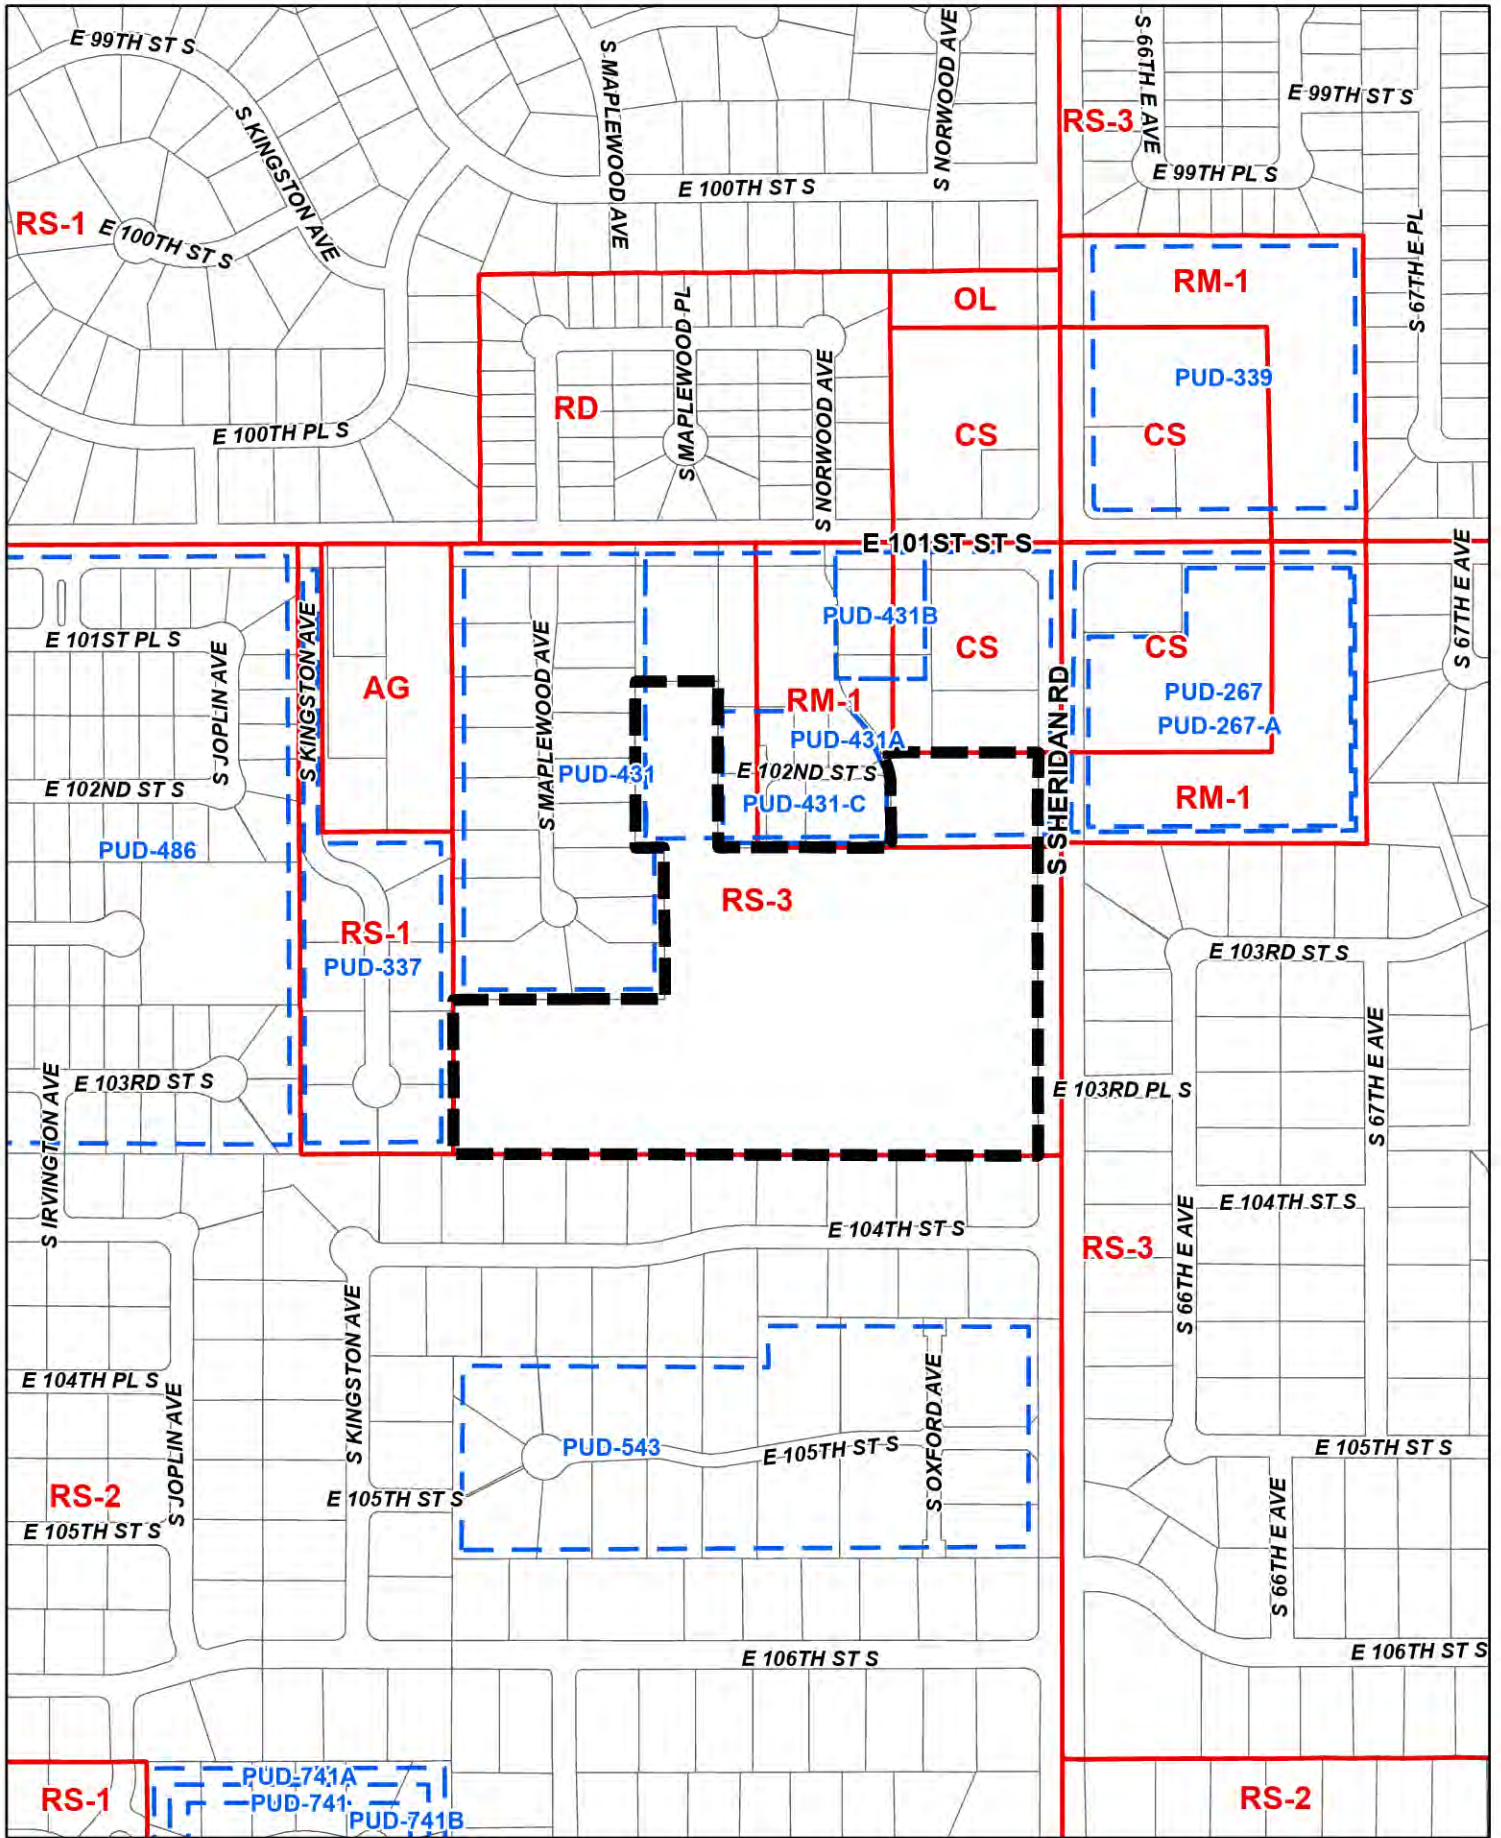 E 99TH ST S
S KINGSTON AVE
S MAPLEWOOD AVE
S NORWOOD AVE
S 66TH E AVE
E 99TH ST S
RS-3
E 99TH PL S
E 100TH ST S
RS-1
E 100TH ST S
S 67TH E PL
RM-1
OL
S MAPLEWOOD PL
S NORWOOD AVE
PUD-339
RD
CS
CS
E 100TH PL S
E 101ST ST S
S 67TH E AVE
E 101ST PL S
S JOPLIN AVE
S KINGSTON AVE
S MAPLEWOOD AVE
PUD-431B
CS
CS
S SHERIDAN RD
AG
RM-1
PUD-267
PUD-267-A
PUD-431A
PUD-431
E 102ND ST S
E 102ND ST S
PUD-431-C
RM-1
PUD-486
RS-3
RS-1
PUD-337
E 103RD ST S
S IRVINGTON AVE
E 103RD ST S
E 103RD PL S
S 67TH E AVE
E 104TH ST S
E 104TH ST S
RS-3
S 66TH E AVE
S KINGSTON AVE
E 104TH PL S
S JOPLIN AVE
S OXFORD AVE
PUD-543
E 105TH ST S
E 105TH ST S
RS-2
E 105TH ST S
E 105TH ST S
S 66TH E AVE
E 106TH ST S
E 106TH ST S
PUD-741A
RS-1
PUD-741
PUD-741B
RS-2